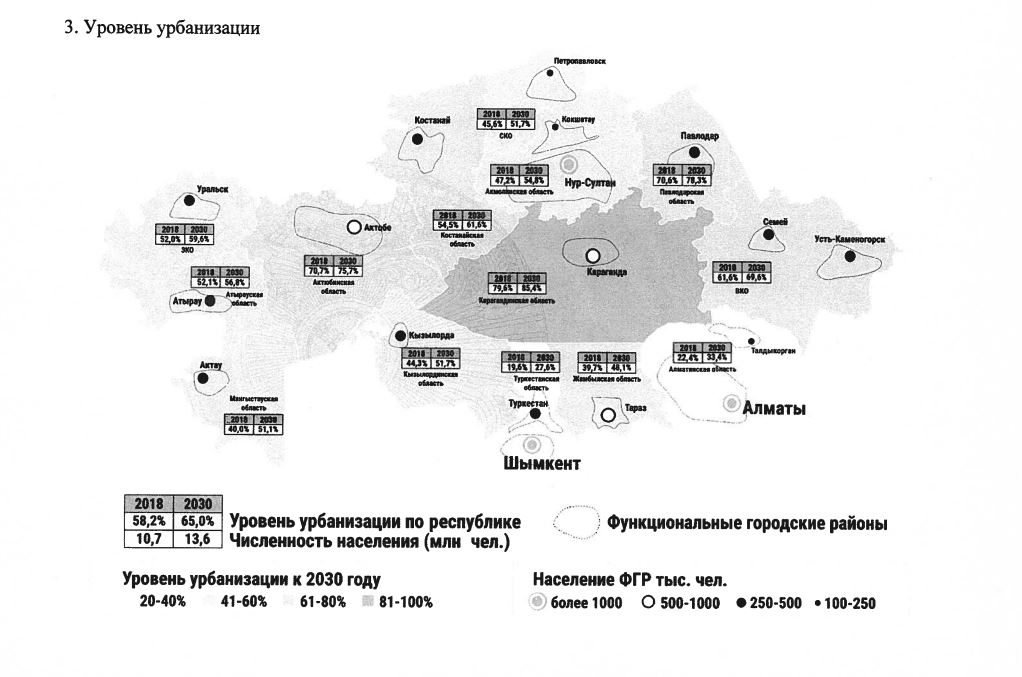 3. Уровень урбанизации
Петропавловск
2018 2030
45,6% 51,7%
СКО
Кокшетау
Костанай
Павлодар
2018 2030
47,2% 54,8%
Акмолинская область
Нур-Султан
2018 2030
70,6% 78,3%
Павлодарская
область
Уральск
2018 2030
52,0% 59,6%
ЗКО
Актобе
2018 2030
54,5% 61,6%
Костанайская
область
Семей
Усть-Каменогорск
2018 2030
70,7% 75,7%
Актюбинская
область
2018 2030
52,1% 56,8%
Атырауская
область
Атырау
Караганда
2018 2030
79,6% 85,4%
Карагандинская область
2018 2030
61,6% 69,6%
ВКО
Кызылорда
2018 2030
44,3% 51,7%
Кызылординская
область
2018 2030
19,6% 27,6%
Туркестанская
область
2018 2030
39,7% 48,1%
Жамбылская область
2018 2030
22,4% 33,4%
Алматинская область
Талдыкорган
Актау
Мангыстауская
область
2018 2030
40,0% 51,1%
Туркестан
Тараз
Алматы
Шымкент
2018 2030
58,2% 65,0% Уровень урбанизации по республике
10,7 13,6 Численность населения (млн чел.)
Функциональные городские районы
Уровень урбанизации к 2030 году
20-40% 41-60% 61-80% 81-100%
Население ФГР тыс. чел.
более 1000 500-1000 250-500 100-250